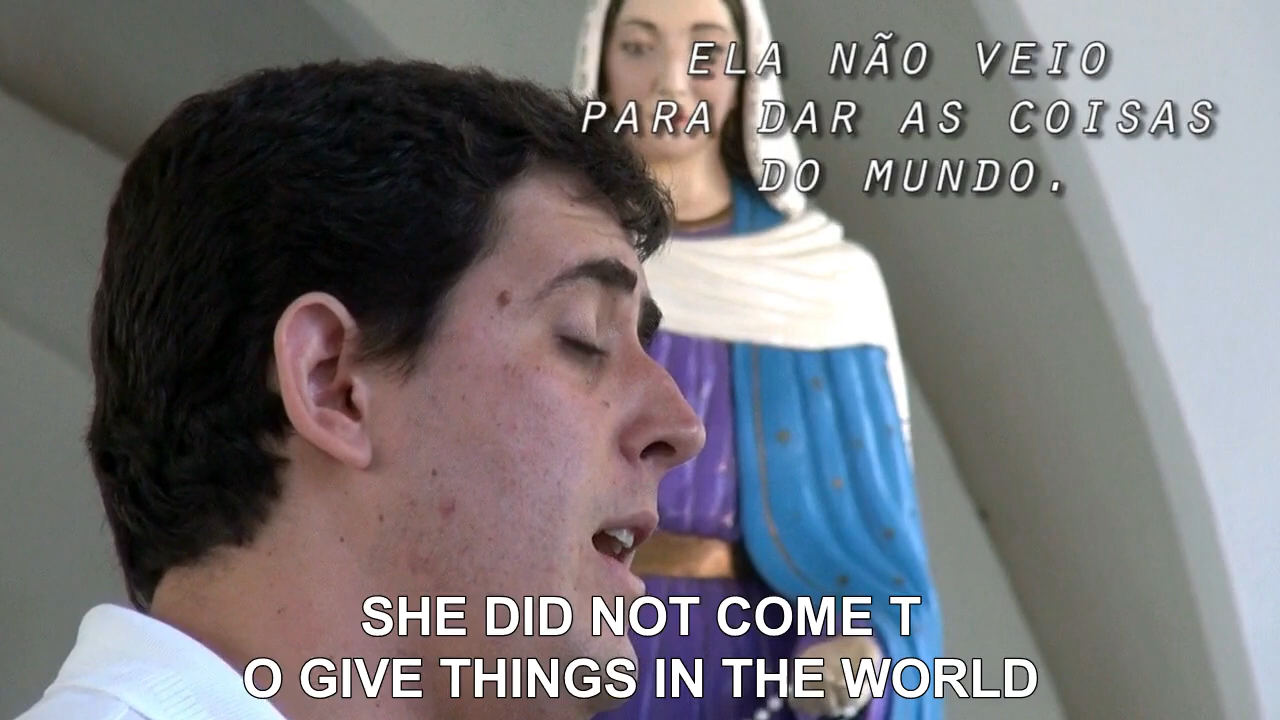 ELA NÃO VEIO
PARA DAR AS COISAS
DO MUNDO.
SHE DID NOT COME T
O GIVE THINGS IN THE WORLD